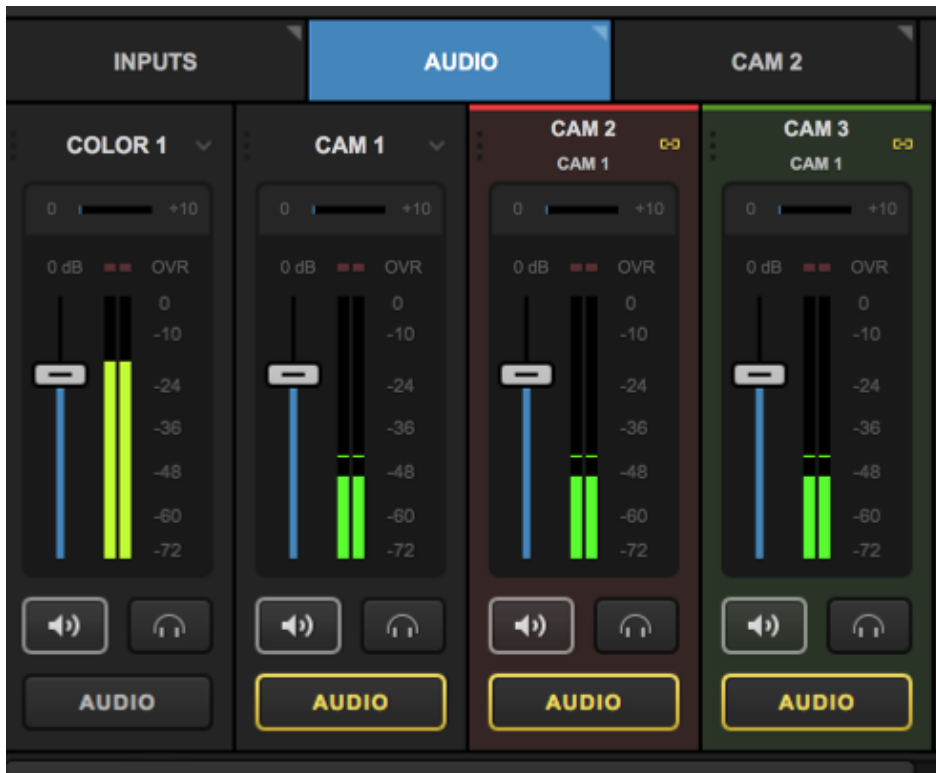 INPUTS AUDIO CAM 2
COLOR 1 CAM 1 CAM 2 CAM 3
CAM 1 CAM 1
0 +10 0 +10 0 +10 0 +10
0 dB OVR 0 dB OVR 0 dB OVR 0 dB OVR
0 0 0 0
-10 -10 -10 -10
-24 -24 -24 -24
-36 -36 -36 -36
-48 -48 -48 -48
-60 -60 -60 -60
-72 -72 -72 -72
AUDIO AUDIO AUDIO AUDIO